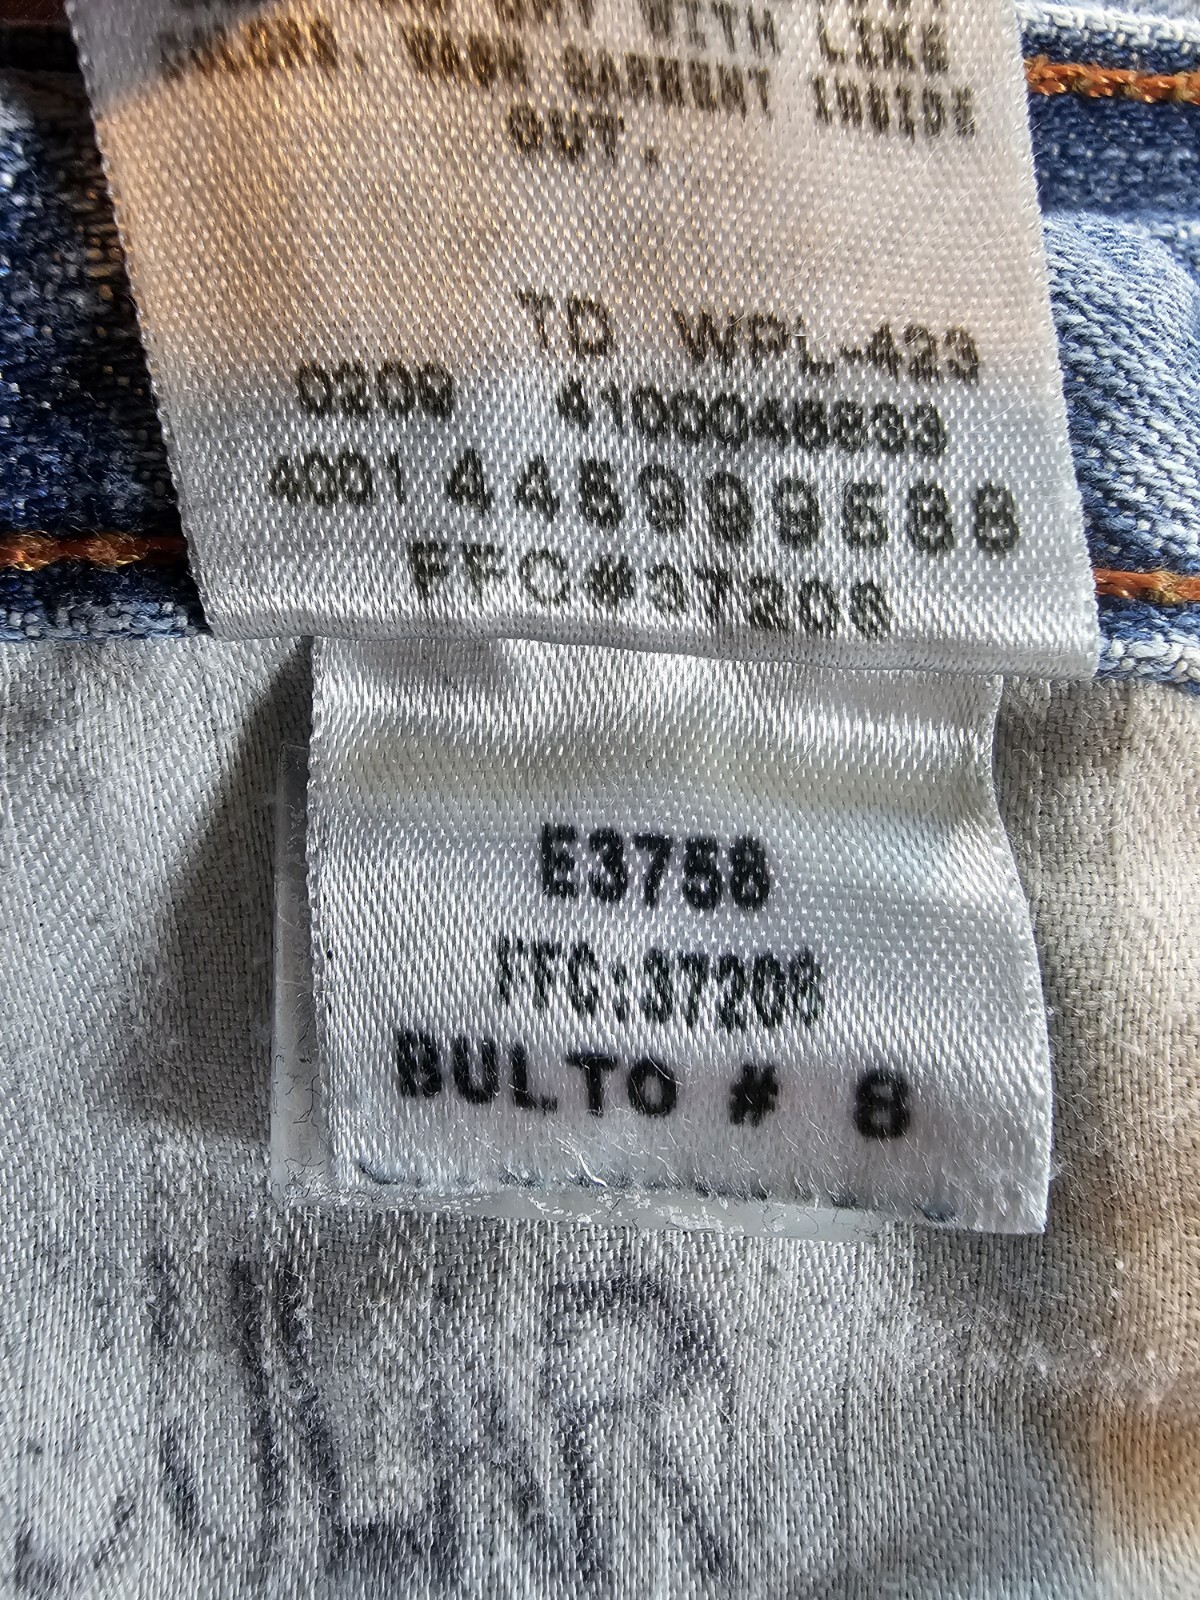 WITH LIKE
COLORS. WASH GARMENT INSIDE
OUT.
TD WPL-423
0209 4100046833
4001 445999588
FFC#37208
E3758
FFC:37208
BULTO # 8